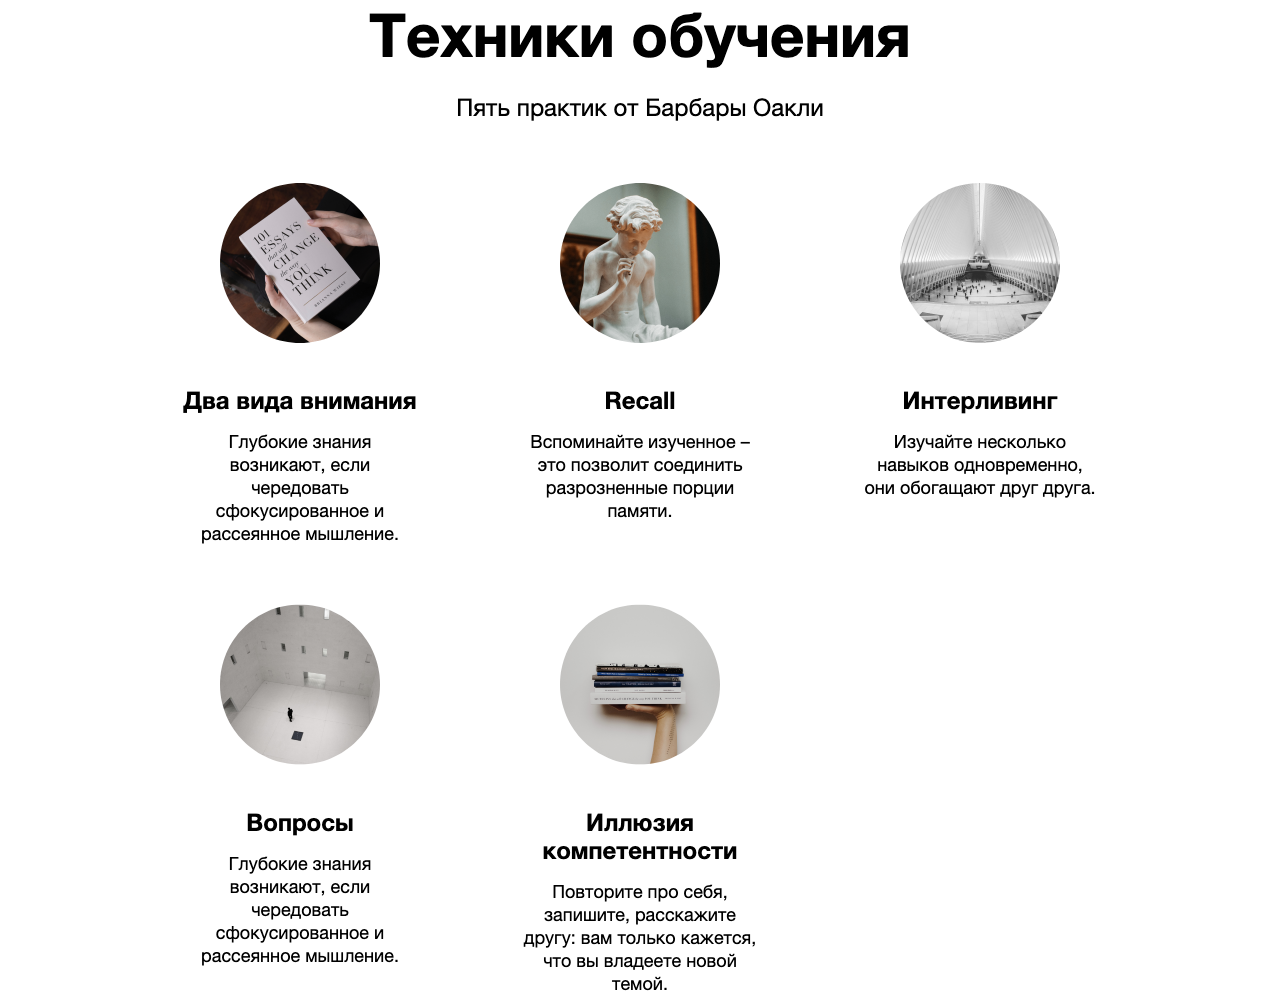 Техники обучения
Пять практик от Барбары Оакли
101
ESSAYS
that will
CHANGE
the way
YOU
THINK
Два вида внимания
Глубокие знания
возникают, если
чередовать
сфокусированное и
рассеянное мышление.
Recall
Вспоминайте изученное –
это позволит соединить
разрозненные порции
памяти.
Интерливинг
Изучайте несколько
навыков одновременно,
они обогащают друг друга.
Вопросы
Глубокие знания
возникают, если
чередовать
сфокусированное и
рассеянное мышление.
Иллюзия
компетентности
Повторите про себя,
запишите, расскажите
другу: вам только кажется,
что вы владеете новой
темой.